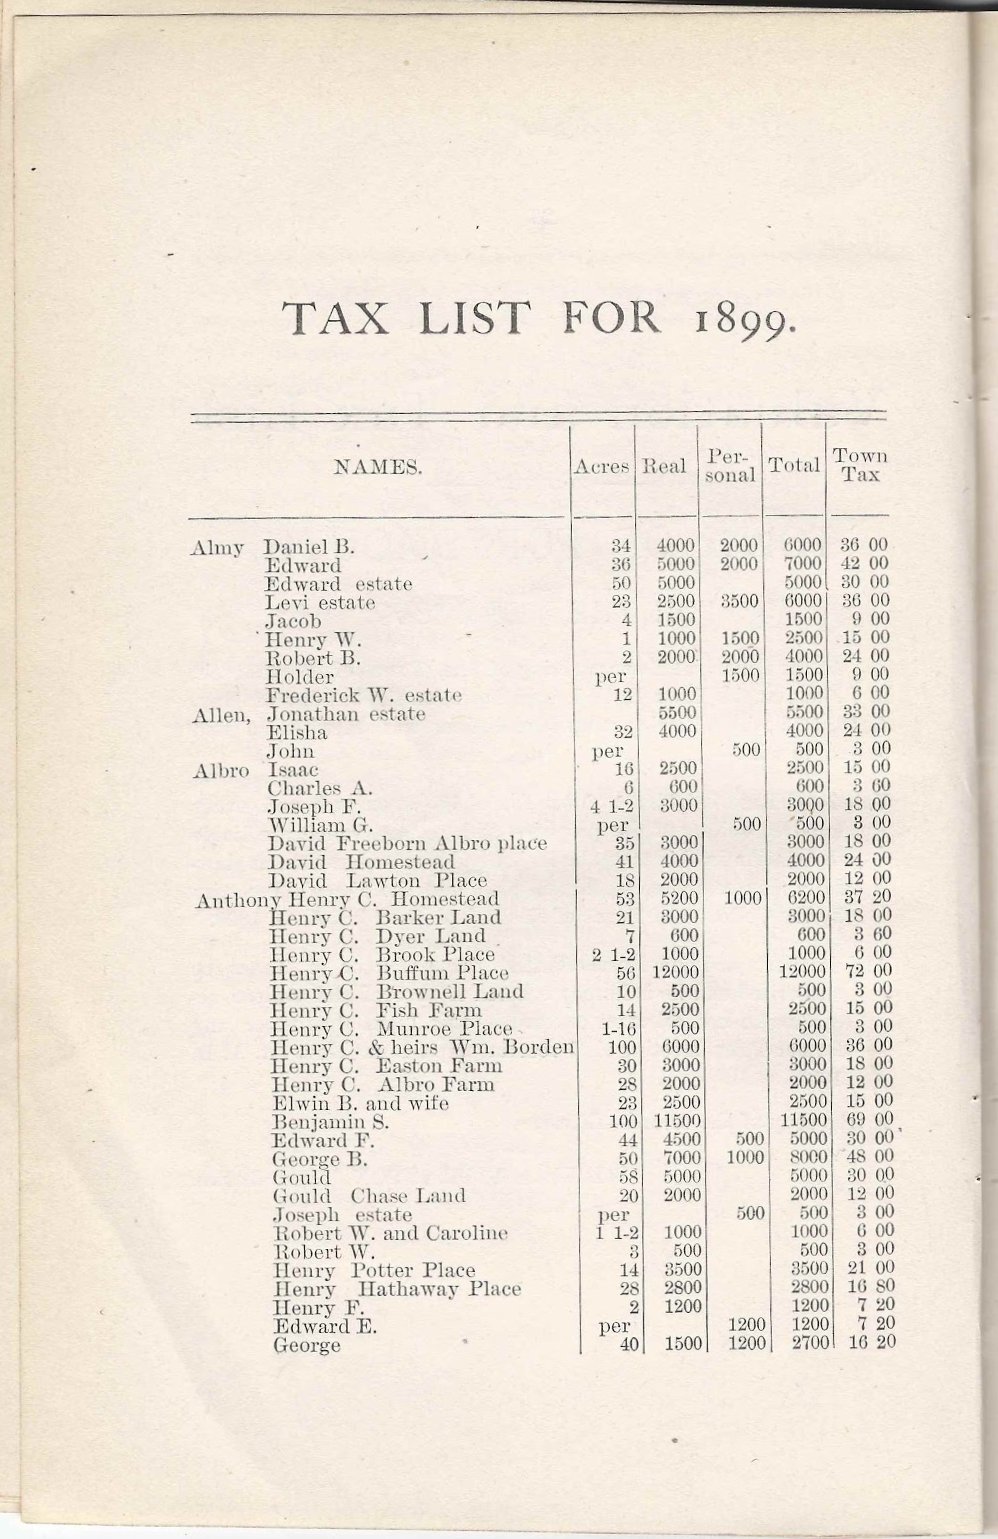 TAX LIST FOR 1899.
NAMES. Acres Real Per-sonal Total Town Tax
Almy Daniel B. 34 4000 2000 6000 36 00
Edward 36 5000 2000 7000 42 00
Edward estate 50 5000 5000 30 00
Levi estate 23 2500 3500 6000 36 00
Jacob 4 1500 1500 9 00
Henry W. 1 1000 1500 2500 15 00
Robert B. 2 2000 2000 4000 24 00
Holder per 1500 1500 9 00
Frederick W. estate 12 1000 1000 6 00
Allen, Jonathan estate 5500 5500 33 00
Elisha 32 4000 4000 24 00
John per 500 500 3 00
Albro Isaac 16 2500 2500 15 00
Charles A. 6 600 600 3 60
Joseph F. 4 1-2 3000 3000 18 00
William G. per 500 500 3 00
David Freeborn Albro place 35 3000 3000 18 00
David Homestead 41 4000 4000 24 00
David Lawton Place 18 2000 2000 12 00
Anthony Henry C. Homestead 53 5200 1000 6200 37 20
Henry C. Barker Land 21 3000 3000 18 00
Henry C. Dyer Land 7 600 600 3 60
Henry C. Brook Place 2 1-2 1000 1000 6 00
Henry C. Buffum Place 56 12000 12000 72 00
Henry C. Brownell Land 10 500 500 3 00
Henry C. Fish Farm 14 2500 2500 15 00
Henry C. Munroe Place 1-16 500 500 3 00
Henry C. & heirs Wm. Borden 100 6000 6000 36 00
Henry C. Easton Farm 30 3000 3000 18 00
Henry C. Albro Farm 28 2000 2000 12 00
Elwin B. and wife 23 2500 2500 15 00
Benjamin S. 100 11500 11500 69 00
Edward F. 44 4500 500 5000 30 00
George B. 50 7000 1000 8000 48 00
Gould 58 5000 5000 30 00
Gould Chase Land 20 2000 2000 12 00
Joseph estate per 500 500 3 00
Robert W. and Caroline 1 1-2 1000 1000 6 00
Robert W. 3 500 500 3 00
Henry Potter Place 14 3500 3500 21 00
Henry Hathaway Place 28 2800 2800 16 80
Henry F. 2 1200 1200 7 20
Edward E. per 1200 1200 7 20
George 40 1500 1200 2700 16 20